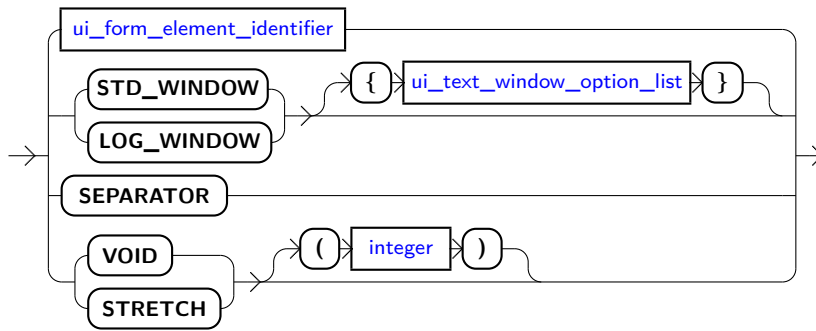 ui_form_element_identifier
STD_WINDOW
{ ui_text_window_option_list }
LOG_WINDOW
SEPARATOR
VOID
( integer )
STRETCH